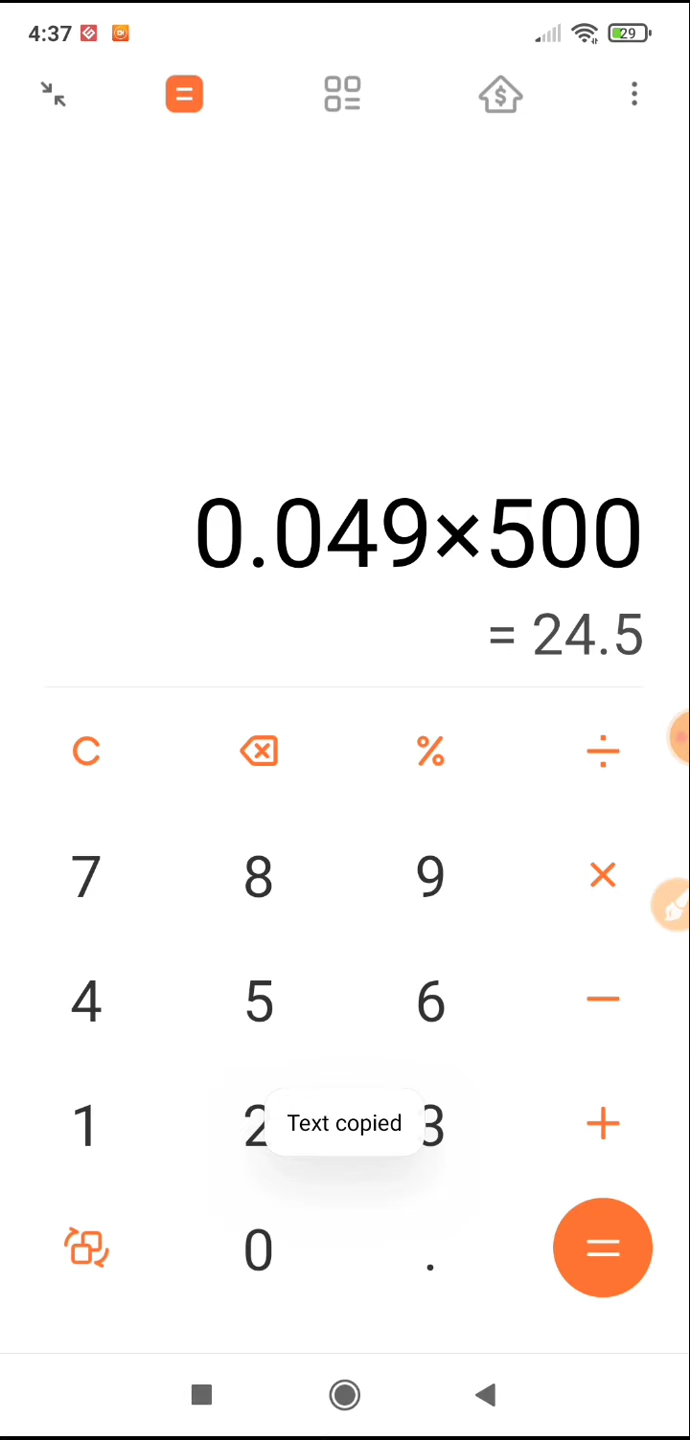 4:37 29
0.049×500
= 24.5
C % ÷
7 8 9 ×
4 5 6 −
1 2 3 +
Text copied
0 . =